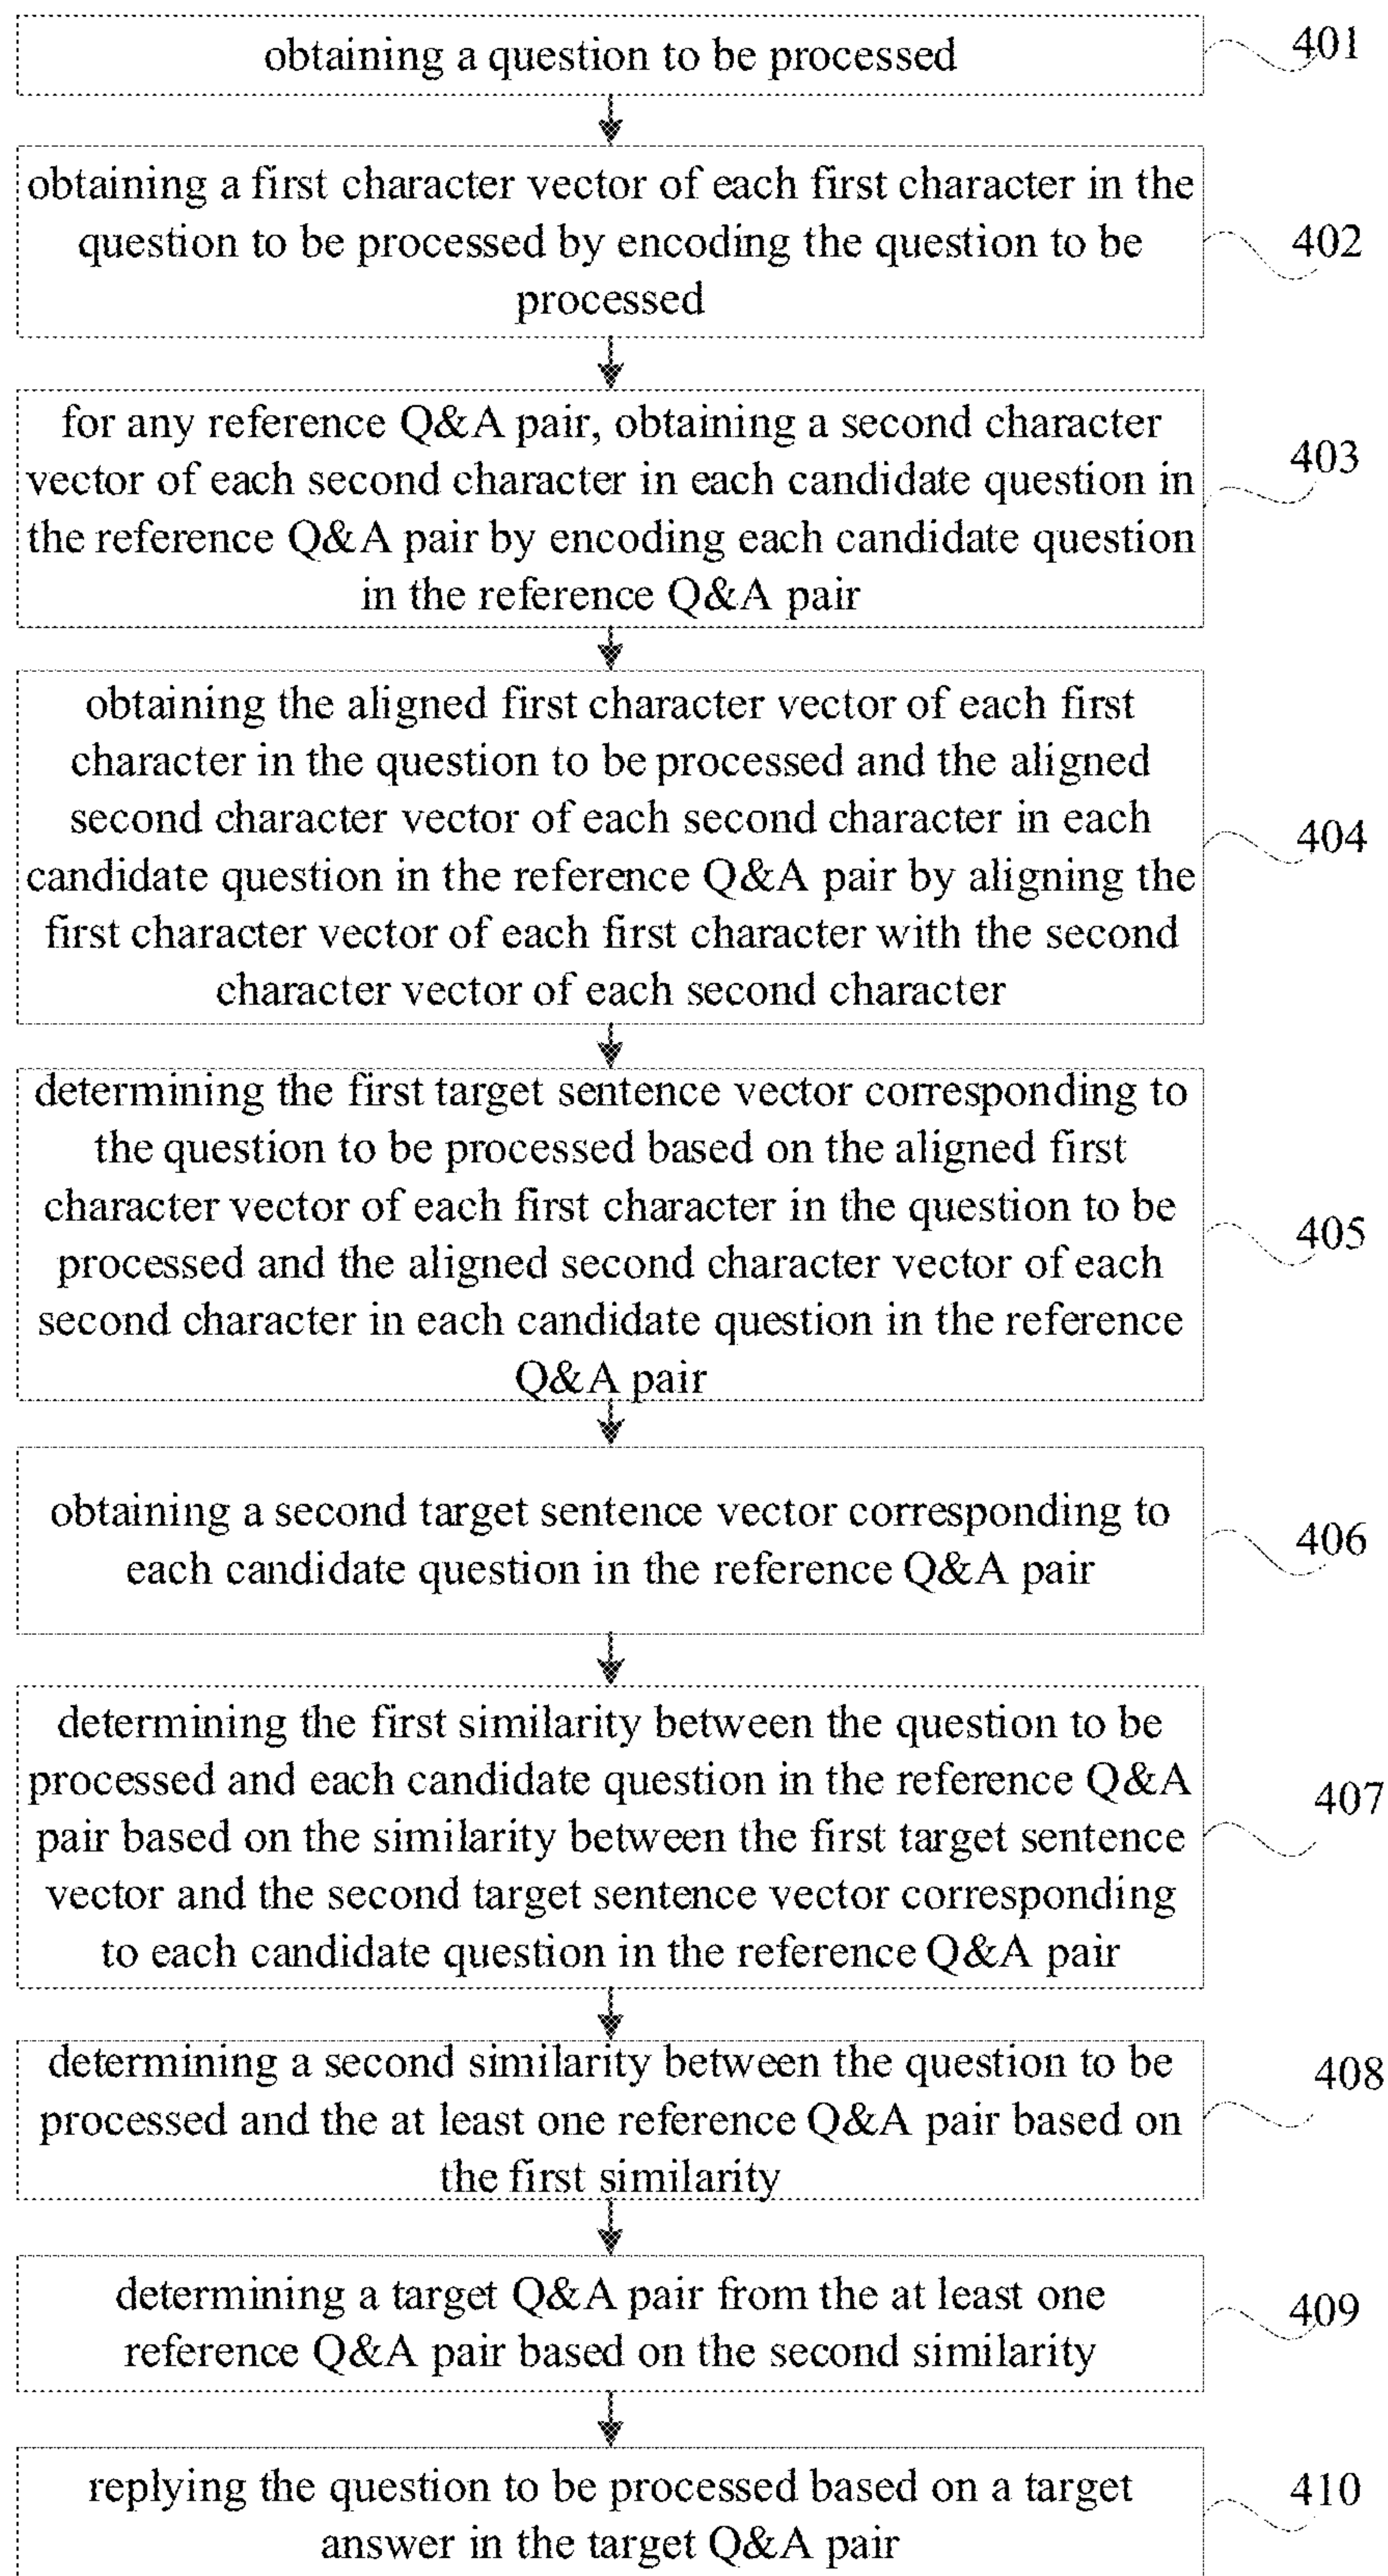 obtaining a question to be processed
401
obtaining a first character vector of each first character in the
question to be processed by encoding the question to be
processed
402
for any reference Q&A pair, obtaining a second character
vector of each second character in each candidate question in
the reference Q&A pair by encoding each candidate question
in the reference Q&A pair
403
obtaining the aligned first character vector of each first
character in the question to be processed and the aligned
second character vector of each second character in each
candidate question in the reference Q&A pair by aligning the
first character vector of each first character with the second
character vector of each second character
404
determining the first target sentence vector corresponding to
the question to be processed based on the aligned first
character vector of each first character in the question to be
processed and the aligned second character vector of each
second character in each candidate question in the reference
Q&A pair
405
obtaining a second target sentence vector corresponding to
each candidate question in the reference Q&A pair
406
determining the first similarity between the question to be
processed and each candidate question in the reference Q&A
pair based on the similarity between the first target sentence
vector and the second target sentence vector corresponding
to each candidate question in the reference Q&A pair
407
determining a second similarity between the question to be
processed and the at least one reference Q&A pair based on
the first similarity
408
determining a target Q&A pair from the at least one
reference Q&A pair based on the second similarity
409
replying the question to be processed based on a target
answer in the target Q&A pair
410